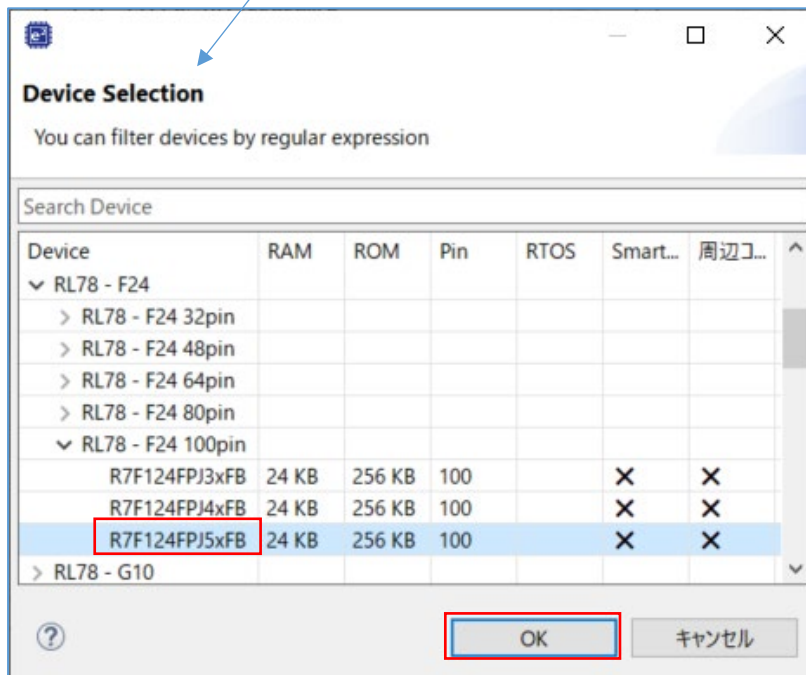 Device Selection
You can filter devices by regular expression
Search Device
Device RAM ROM Pin RTOS Smart... 周辺コ...
RL78 - F24
RL78 - F24 32pin
RL78 - F24 48pin
RL78 - F24 64pin
RL78 - F24 80pin
RL78 - F24 100pin
R7F124FPJ3xFB 24 KB 256 KB 100
R7F124FPJ4xFB 24 KB 256 KB 100
R7F124FPJ5xFB 24 KB 256 KB 100
RL78 - G10
OK キャンセル